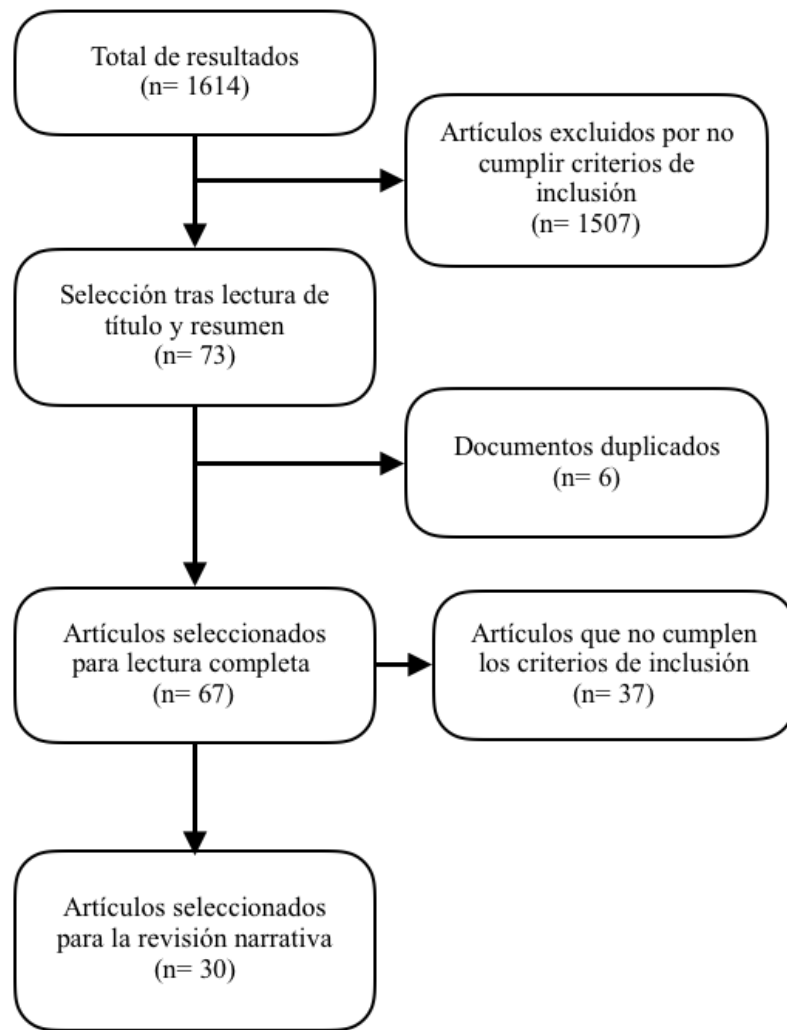 Total de resultados
(n= 1614)
Artículos excluidos por no
cumplir criterios de
inclusión
(n= 1507)
Selección tras lectura de
título y resumen
(n= 73)
Documentos duplicados
(n= 6)
Artículos seleccionados
para lectura completa
(n= 67)
Artículos que no cumplen
los criterios de inclusión
(n= 37)
Artículos seleccionados
para la revisión narrativa
(n= 30)